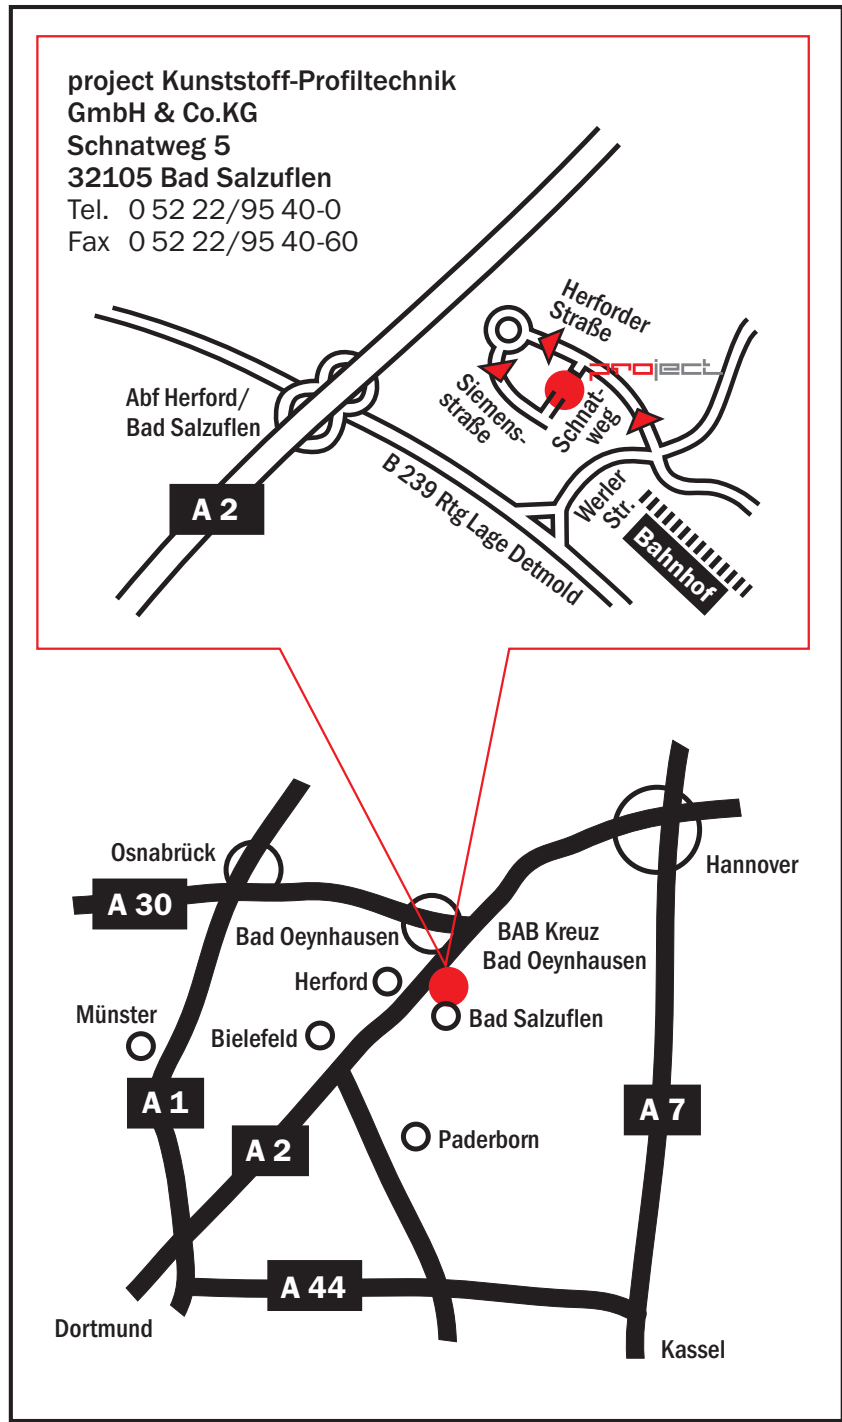 project Kunststoff-Profiltechnik
GmbH & Co.KG
Schnatweg 5
32105 Bad Salzuflen
Tel. 0 52 22/95 40-0
Fax 0 52 22/95 40-60
Herforder
Straße
project
Siemens-
straße
Schnat-
weg
Abf Herford/
Bad Salzuflen
A 2
B 239 Rtg Lage Detmold
Werler
Str.
Bahnhof
Osnabrück
Hannover
A 30
Bad Oeynhausen
BAB Kreuz
Bad Oeynhausen
Herford
Münster
Bielefeld
Bad Salzuflen
A 1
A 7
A 2
Paderborn
A 44
Dortmund
Kassel